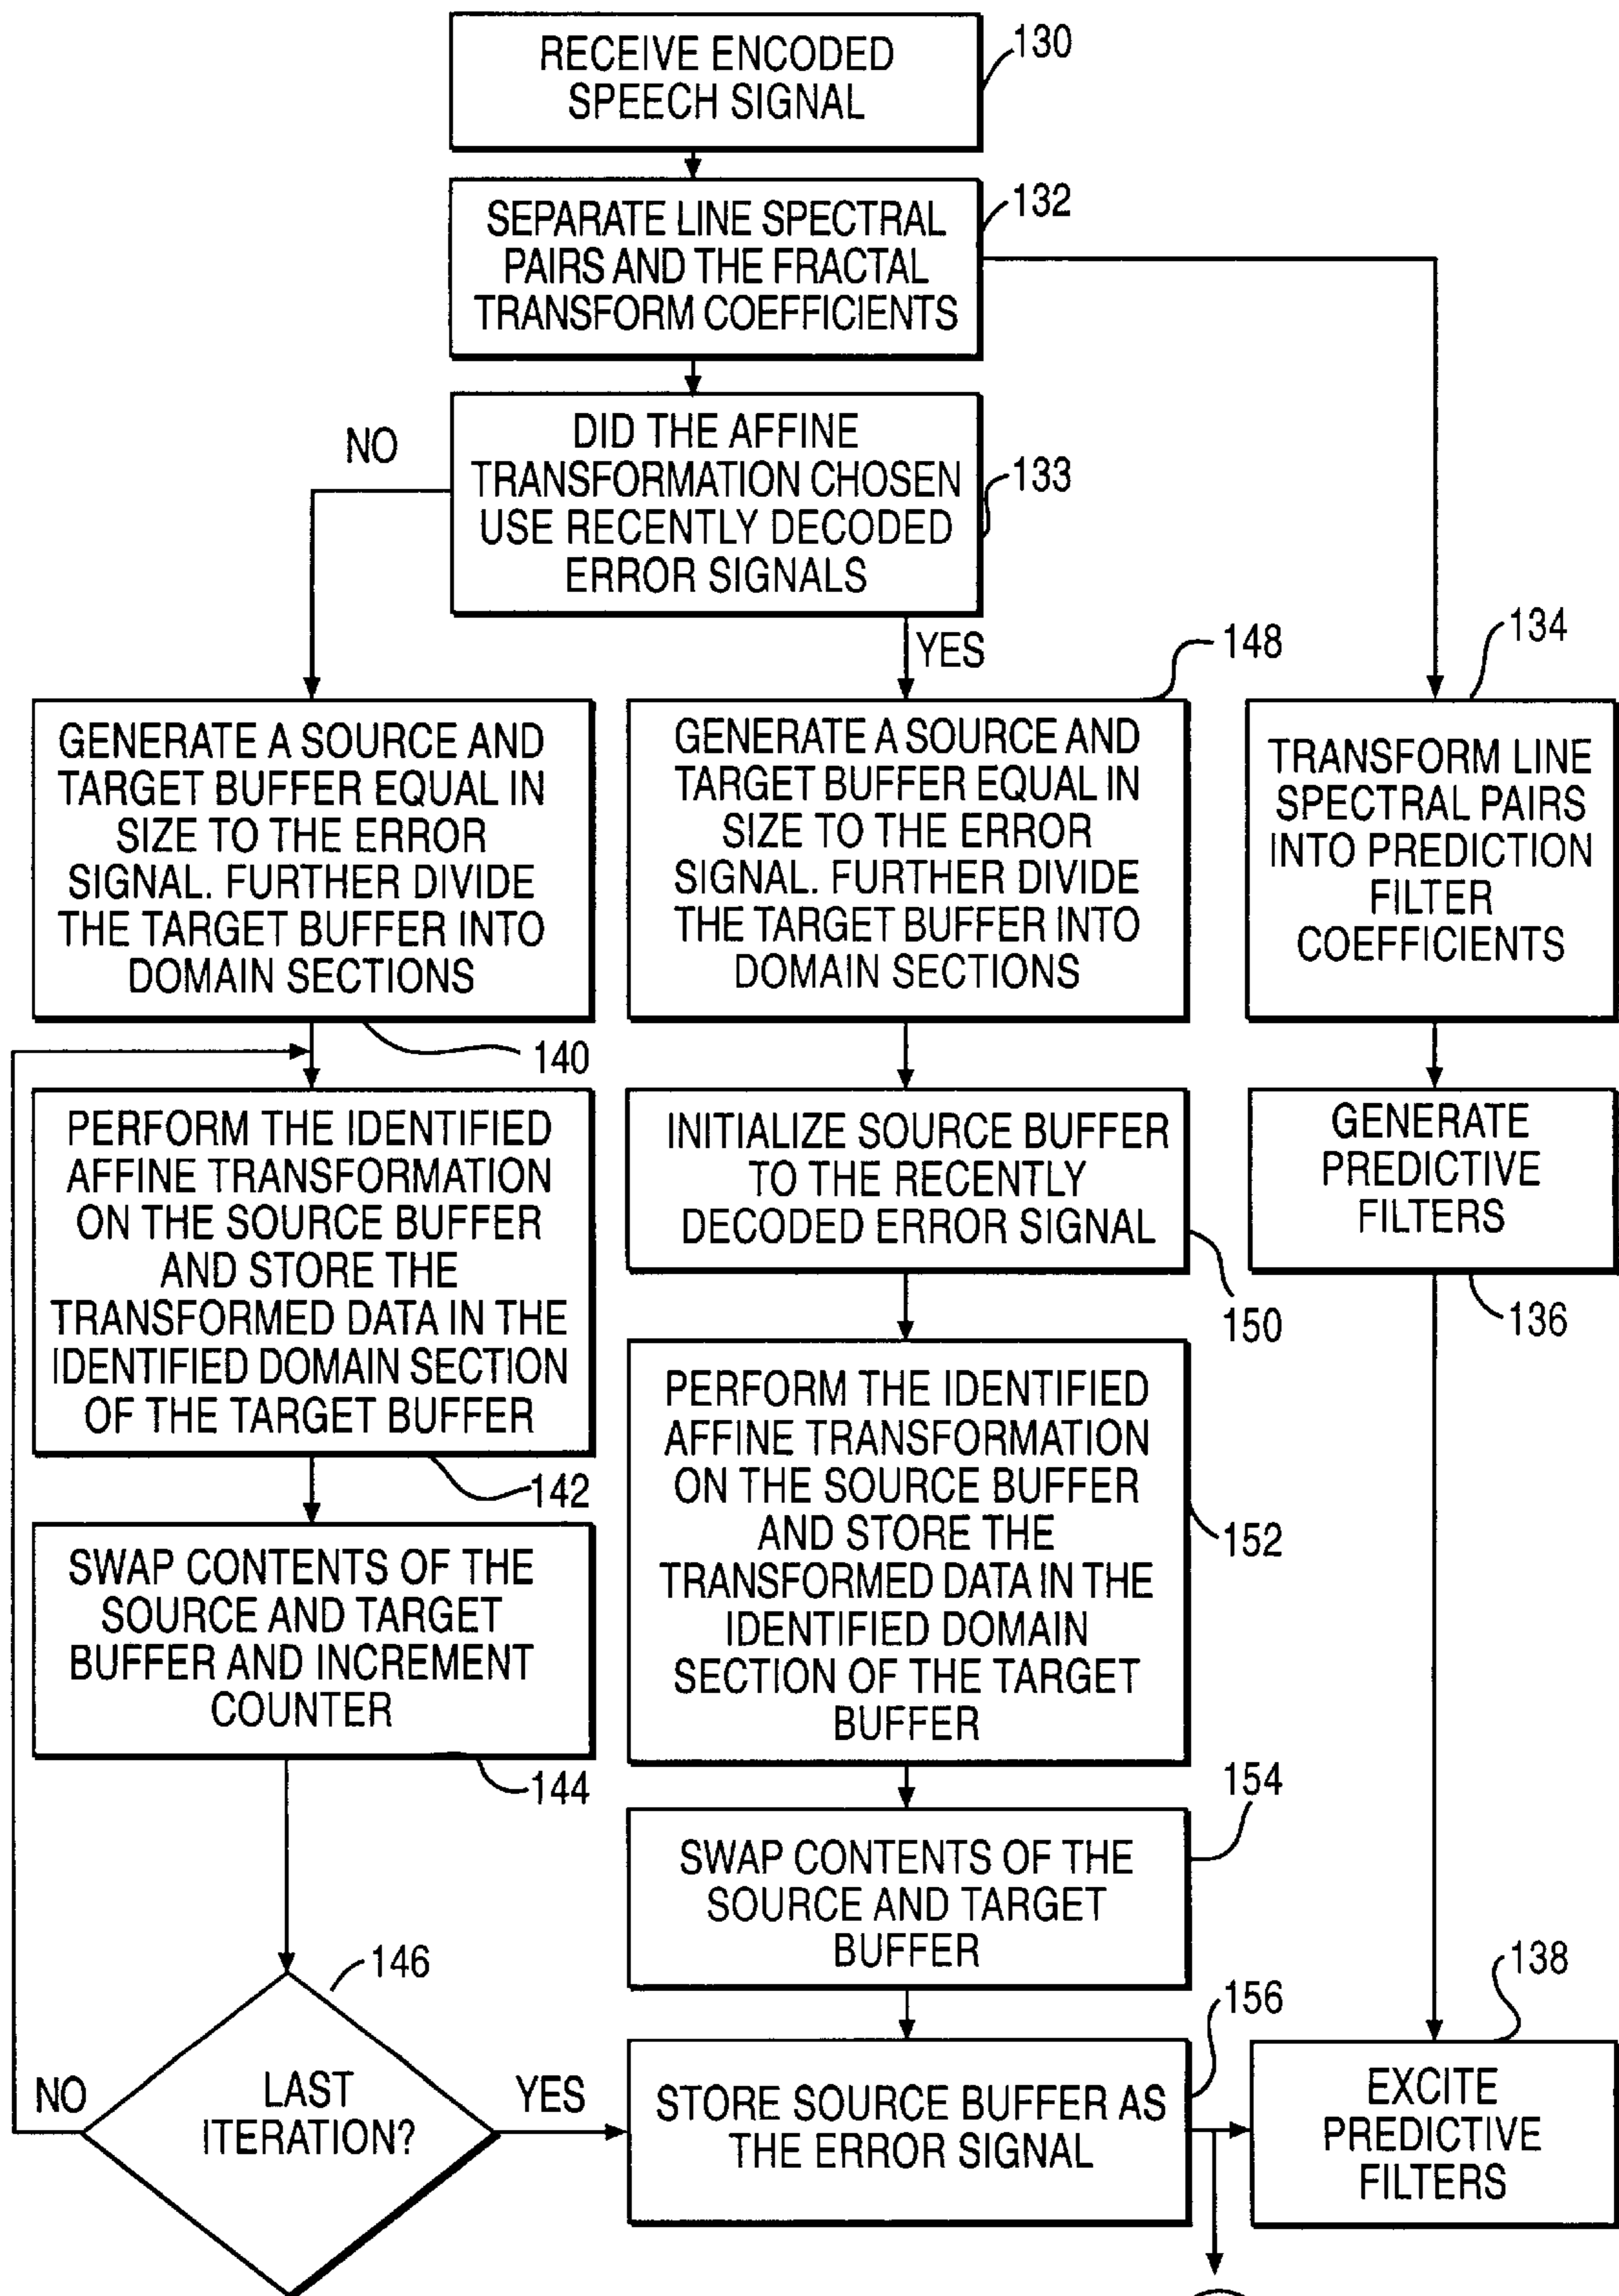 RECEIVE ENCODED
SPEECH SIGNAL
130
SEPARATE LINE SPECTRAL
PAIRS AND THE FRACTAL
TRANSFORM COEFFICIENTS
132
DID THE AFFINE
TRANSFORMATION CHOSEN
USE RECENTLY DECODED
ERROR SIGNALS
133
NO
YES
GENERATE A SOURCE AND
TARGET BUFFER EQUAL IN
SIZE TO THE ERROR
SIGNAL. FURTHER DIVIDE
THE TARGET BUFFER INTO
DOMAIN SECTIONS
140
PERFORM THE IDENTIFIED
AFFINE TRANSFORMATION
ON THE SOURCE BUFFER
AND STORE THE
TRANSFORMED DATA IN THE
IDENTIFIED DOMAIN SECTION
OF THE TARGET BUFFER
142
SWAP CONTENTS OF THE
SOURCE AND TARGET
BUFFER AND INCREMENT
COUNTER
144
LAST
ITERATION?
146
NO
YES
148
GENERATE A SOURCE AND
TARGET BUFFER EQUAL IN
SIZE TO THE ERROR
SIGNAL. FURTHER DIVIDE
THE TARGET BUFFER INTO
DOMAIN SECTIONS
INITIALIZE SOURCE BUFFER
TO THE RECENTLY
DECODED ERROR SIGNAL
150
PERFORM THE IDENTIFIED
AFFINE TRANSFORMATION
ON THE SOURCE BUFFER
AND STORE THE
TRANSFORMED DATA IN THE
IDENTIFIED DOMAIN
SECTION OF THE TARGET
BUFFER
152
SWAP CONTENTS OF THE
SOURCE AND TARGET
BUFFER
154
STORE SOURCE BUFFER AS
THE ERROR SIGNAL
156
134
TRANSFORM LINE
SPECTRAL PAIRS
INTO PREDICTION
FILTER
COEFFICIENTS
GENERATE
PREDICTIVE
FILTERS
136
138
EXCITE
PREDICTIVE
FILTERS